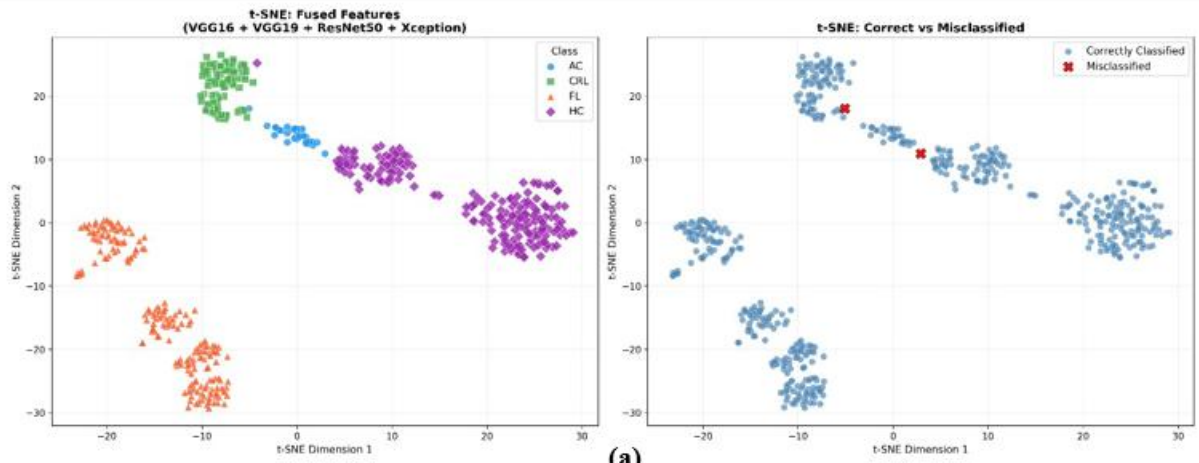 t-SNE: Fused Features
(VGG16 + VGG19 + ResNet50 + Xception)
Class
AC
CRL
FL
HC
t-SNE Dimension 2
20
10
0
−10
−20
−30
−20
−10
0
10
20
30
t-SNE Dimension 1
t-SNE: Correct vs Misclassified
Correctly Classified
Misclassified
t-SNE Dimension 2
20
10
0
−10
−20
−30
−20
−10
0
10
20
30
t-SNE Dimension 1
(a)